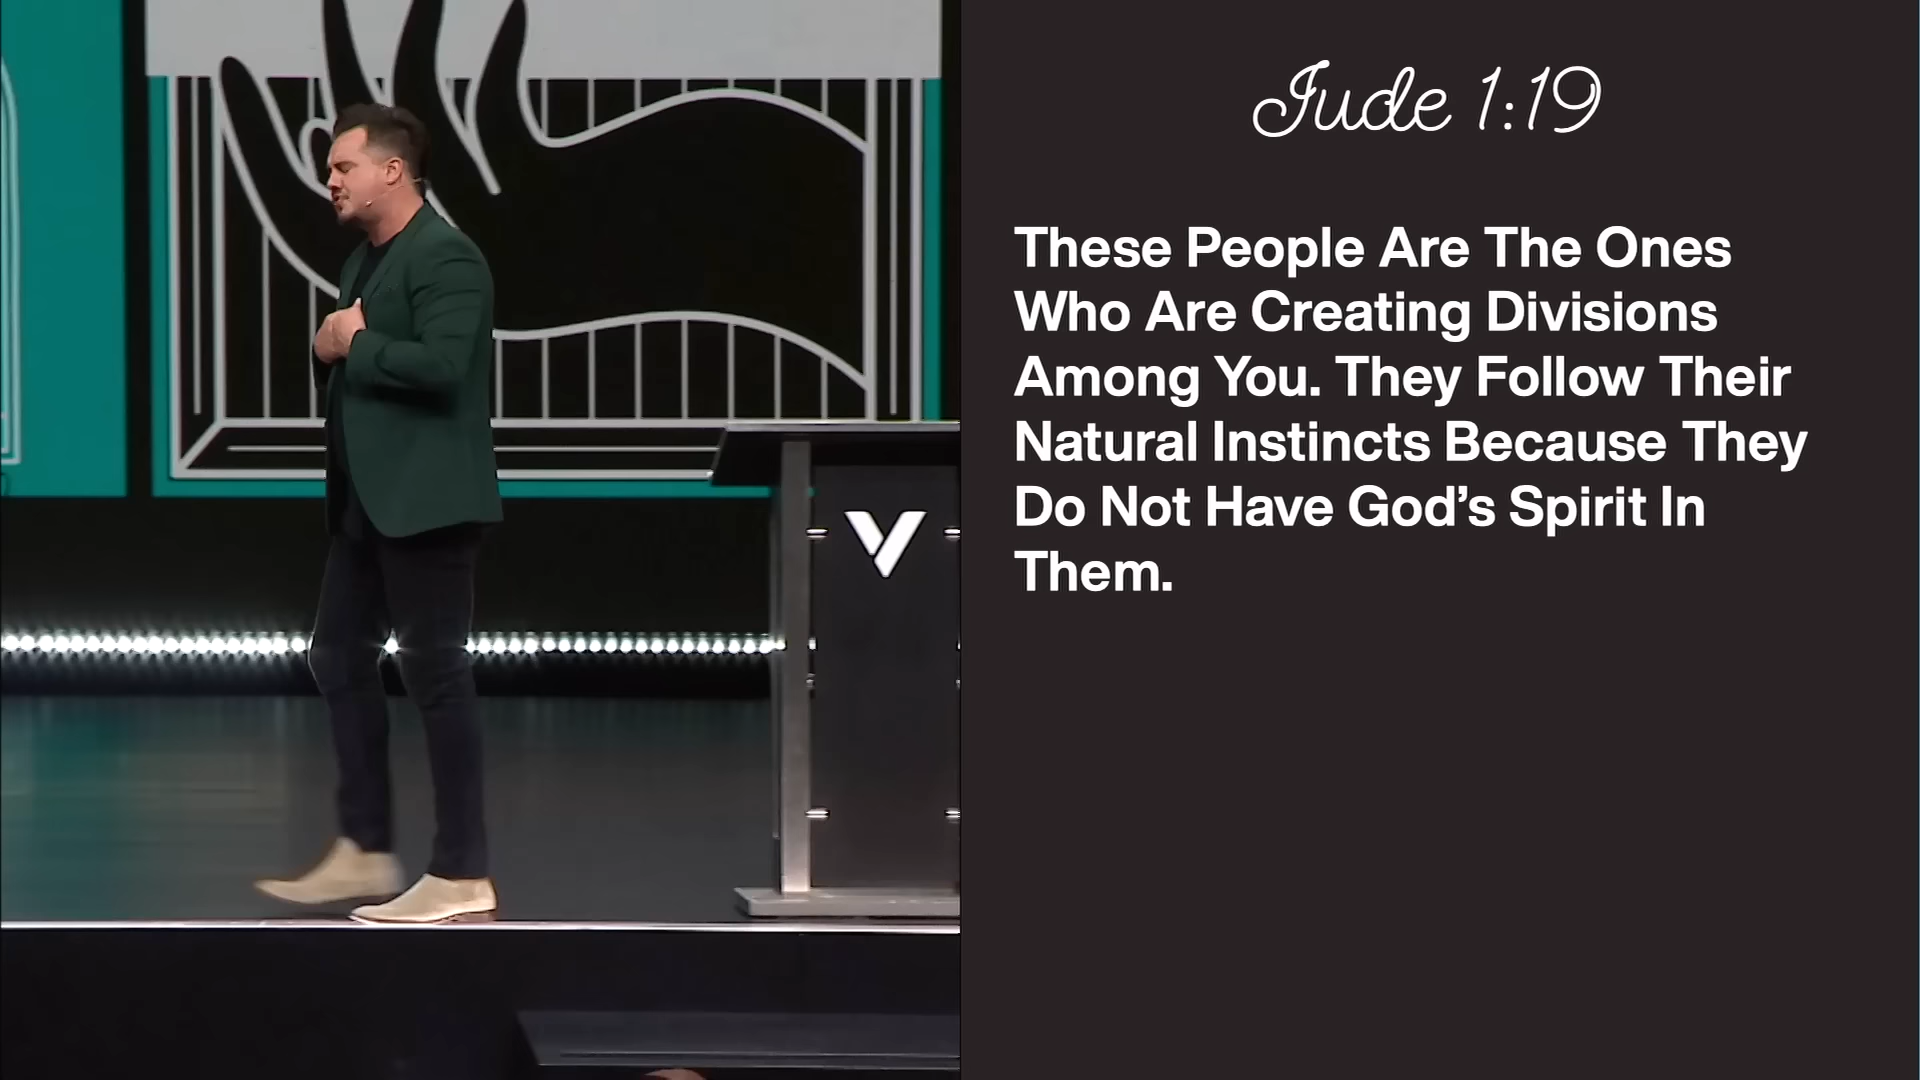 Jude 1:19
These People Are The Ones
Who Are Creating Divisions
Among You. They Follow Their
Natural Instincts Because They
Do Not Have God’s Spirit In
Them.